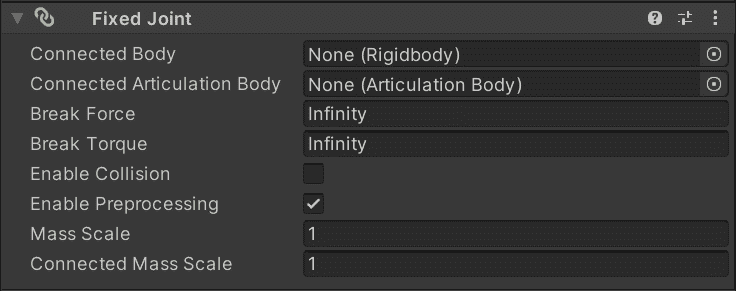 Fixed Joint
Connected Body None (Rigidbody)
Connected Articulation Body None (Articulation Body)
Break Force Infinity
Break Torque Infinity
Enable Collision
Enable Preprocessing
Mass Scale 1
Connected Mass Scale 1